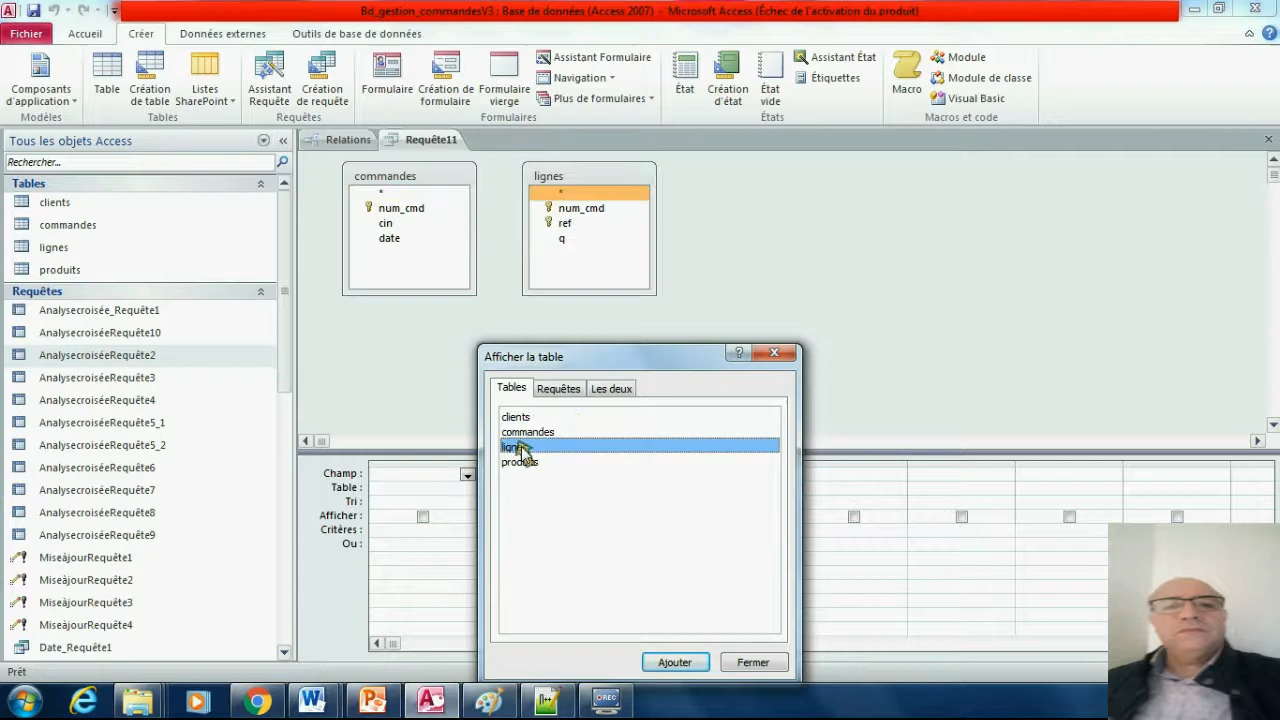 Bd_gestion_commandesV3 : Base de données (Access 2007) - Microsoft Access (Échec de l'activation du produit)
Fichier Accueil Créer Données externes Outils de base de données
Composants d'application
Table
Création de table
Listes SharePoint
Assistant Requête
Création de requête
Formulaire
Création de formulaire
Formulaire vierge
Assistant Formulaire
Navigation
Plus de formulaires
État
Création d'état
État vide
Assistant État
Étiquettes
Macro
Module
Module de classe
Visual Basic
Modèles Tables Requêtes Formulaires États Macros et code
Tous les objets Access
Rechercher...
Tables
clients
commandes
lignes
produits
Requêtes
Analysecroisée_Requête1
AnalysecroiséeRequête10
AnalysecroiséeRequête2
AnalysecroiséeRequête3
AnalysecroiséeRequête4
AnalysecroiséeRequête5_1
AnalysecroiséeRequête5_2
AnalysecroiséeRequête6
AnalysecroiséeRequête7
AnalysecroiséeRequête8
AnalysecroiséeRequête9
MiseàjourRequête1
MiseàjourRequête2
MiseàjourRequête3
MiseàjourRequête4
Date_Requête1
Relations Requête11
commandes
*
num_cmd
cin
date
lignes
*
num_cmd
ref
q
Champ :
Table :
Tri :
Afficher :
Critères :
Ou :
Afficher la table
Tables Requêtes Les deux
clients
commandes
produits
Ajouter Fermer
Prêt
REC